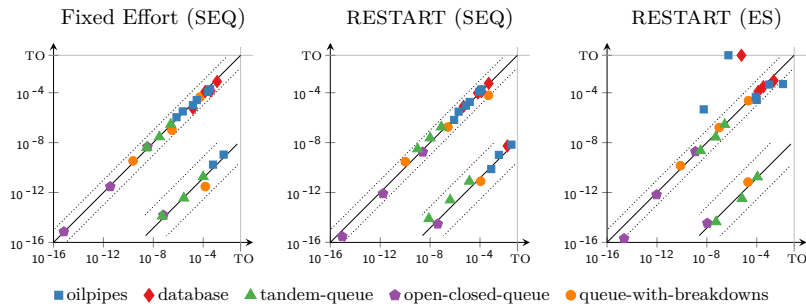 Fixed Effort (SEQ) RESTART (SEQ) RESTART (ES)
TO TO TO
10⁻⁴ 10⁻⁴ 10⁻⁴
10⁻⁸ 10⁻⁸ 10⁻⁸
10⁻¹² 10⁻¹² 10⁻¹²
10⁻¹⁶ 10⁻¹⁶ 10⁻¹⁶
10⁻¹⁶ 10⁻¹² 10⁻⁸ 10⁻⁴ TO 10⁻¹⁶ 10⁻¹² 10⁻⁸ 10⁻⁴ TO 10⁻¹⁶ 10⁻¹² 10⁻⁸ 10⁻⁴ TO
oilpipes database tandem-queue open-closed-queue queue-with-breakdowns